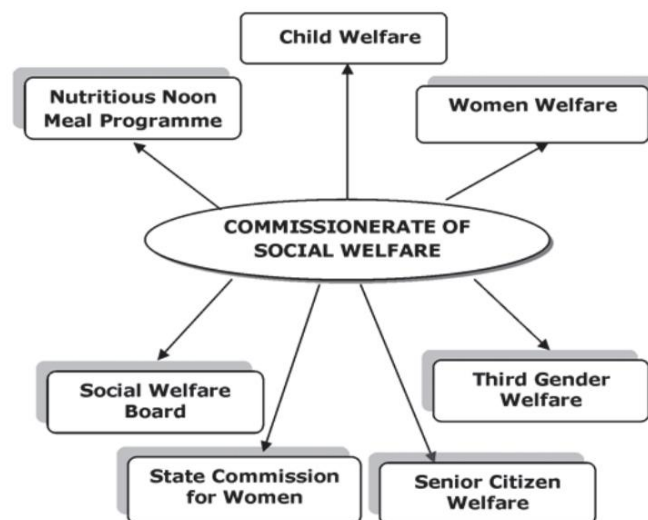 Child Welfare
Nutritious Noon
Meal Programme
Women Welfare
COMMISSIONERATE OF
SOCIAL WELFARE
Social Welfare
Board
Third Gender
Welfare
State Commission
for Women
Senior Citizen
Welfare